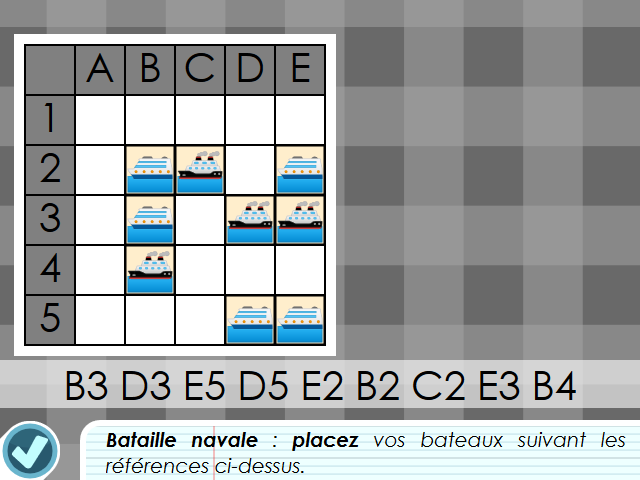 A B C D E
1
2
3
4
5
B3 D3 E5 D5 E2 B2 C2 E3 B4
Bataille navale : placez vos bateaux suivant les
références ci-dessus.